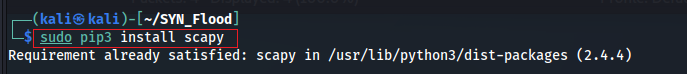 (kali㉿kali)-[~/SYN_Flood]
$ sudo pip3 install scapy
Requirement already satisfied: scapy in /usr/lib/python3/dist-packages (2.4.4)